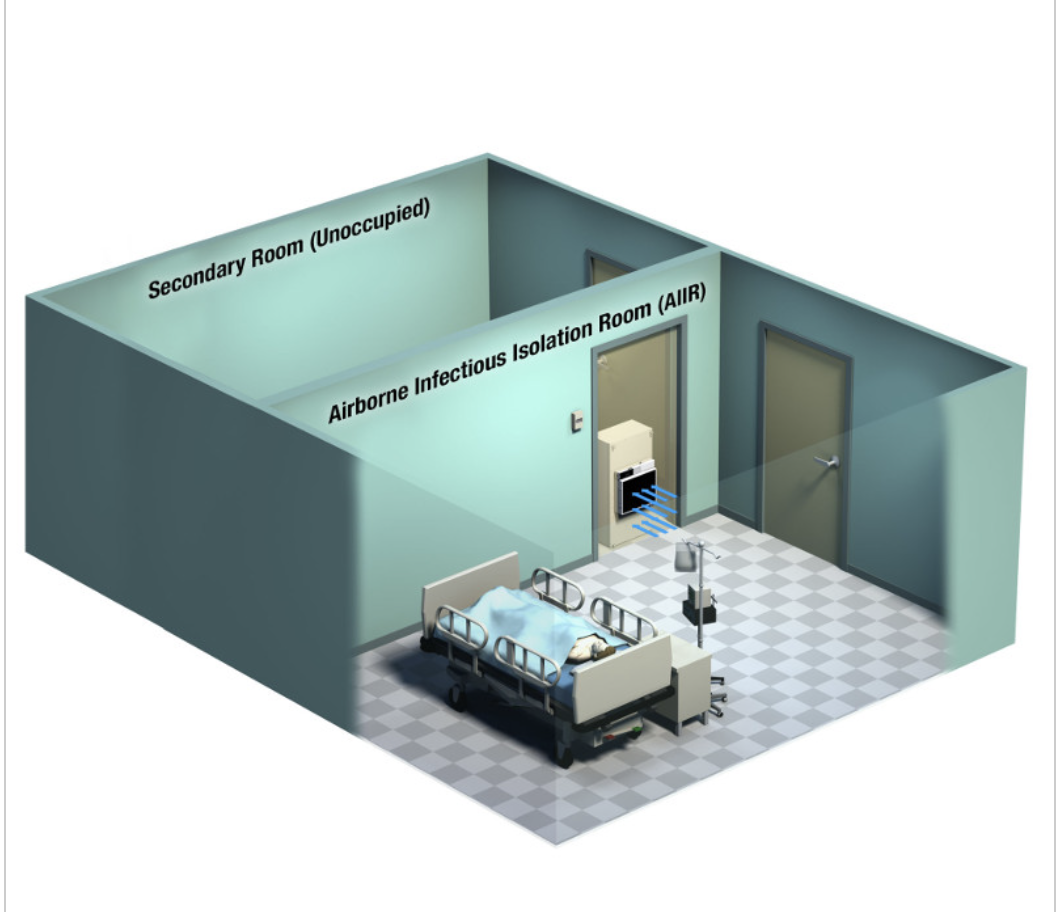 Secondary Room (Unoccupied)
Airborne Infectious Isolation Room (AIIR)